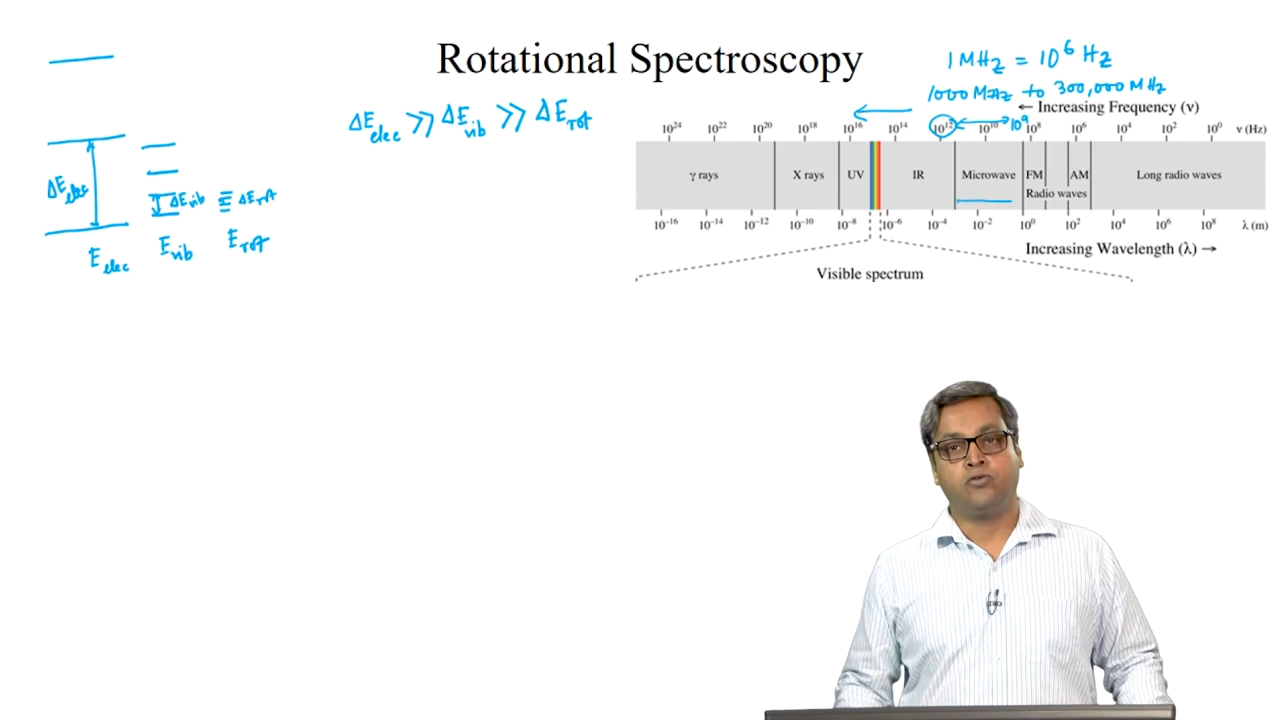 Rotational Spectroscopy
1 MHz = 10⁶ Hz
1000 MHz to 300,000 MHz
ΔE_elec >> ΔE_vib >> ΔE_rot
← Increasing Frequency (ν)
10²⁴ 10²² 10²⁰ 10¹⁸ 10¹⁶ 10¹⁴ 10¹² 10¹⁰ 10⁹ 10⁸ 10⁶ 10⁴ 10² 10⁰ ν (Hz)
γ rays X rays UV IR Microwave FM AM Long radio waves
Radio waves
10⁻¹⁶ 10⁻¹⁴ 10⁻¹² 10⁻¹⁰ 10⁻⁸ 10⁻⁶ 10⁻⁴ 10⁻² 10⁰ 10² 10⁴ 10⁶ 10⁸ λ (m)
Increasing Wavelength (λ) →
Visible spectrum
ΔE_elec ΔE_vib ΔE_rot
E_elec E_vib E_rot